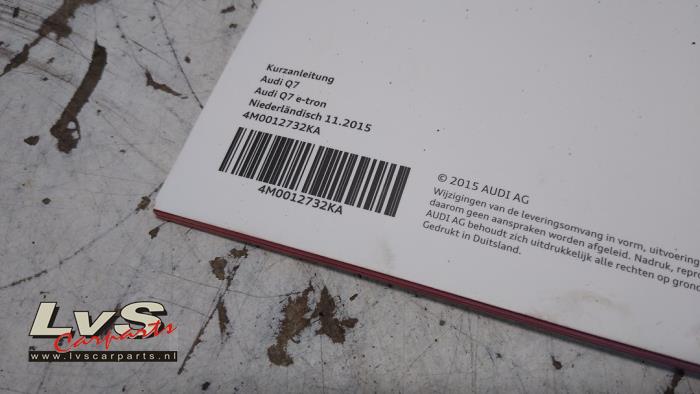 Kurzanleitung
Audi Q7
Audi Q7 e-tron
Niederländisch 11.2015
4M0012732KA
4M0012732KA
© 2015 AUDI AG
Wijzigingen van de leveringsomvang in vorm, uitvoering
daarom geen aanspraken worden afgeleid. Nadruk, repro
AUDI AG behoudt zich uitdrukkelijk alle rechten op grond
Gedrukt in Duitsland.
LvS
Carparts
www.lvscarparts.nl